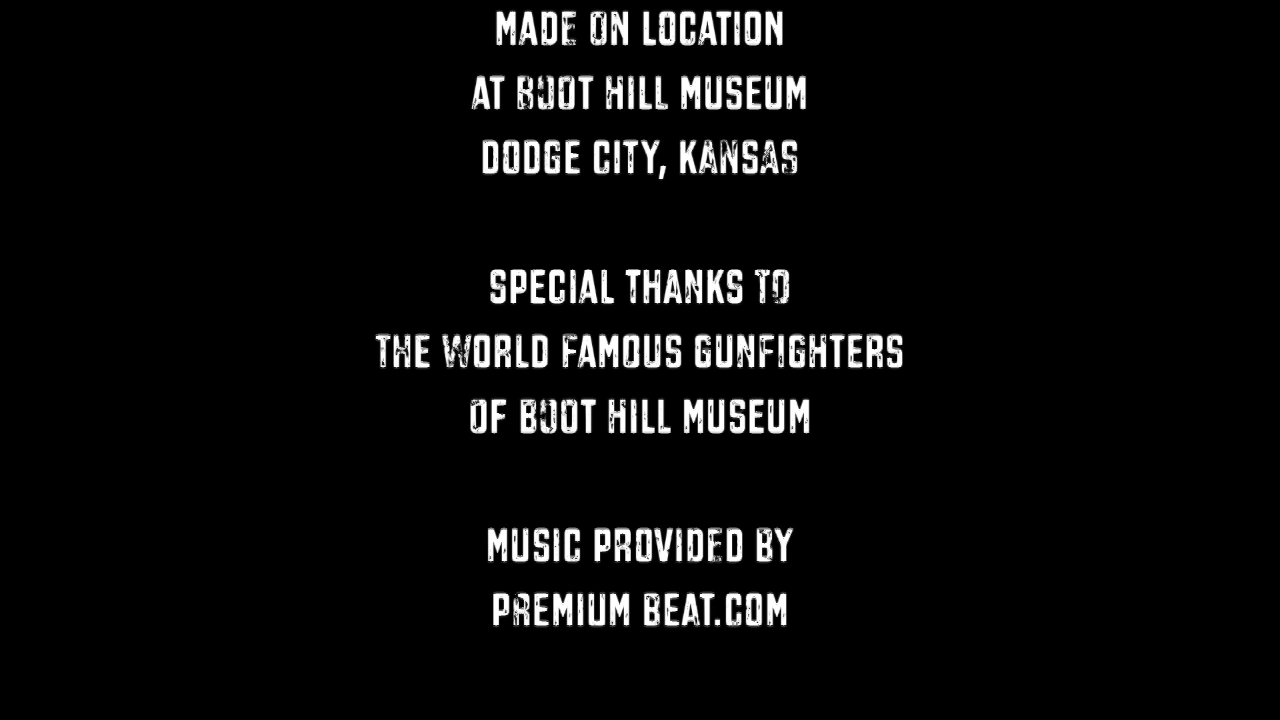 MADE ON LOCATION
AT BOOT HILL MUSEUM
DODGE CITY, KANSAS
SPECIAL THANKS TO
THE WORLD FAMOUS GUNFIGHTERS
OF BOOT HILL MUSEUM
MUSIC PROVIDED BY
PREMIUM BEAT.COM